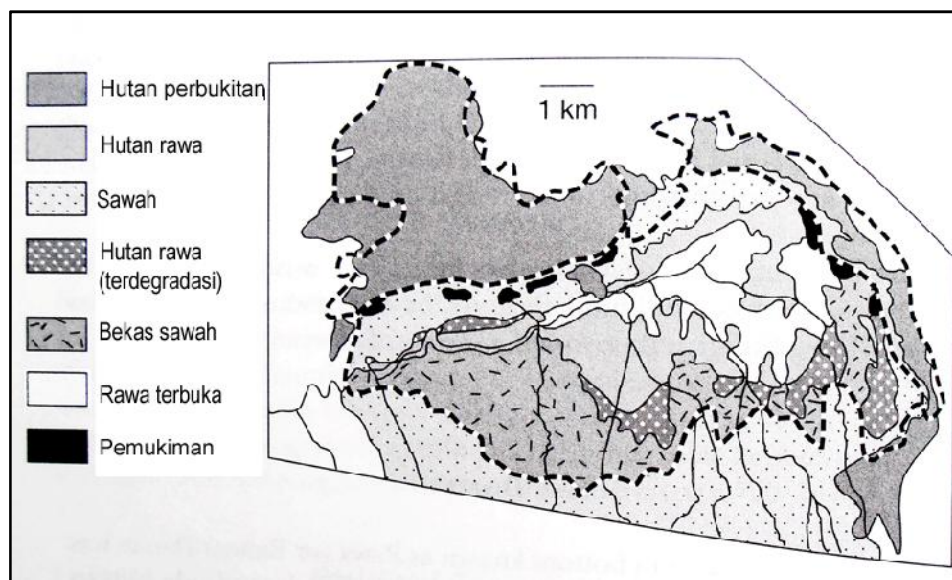 Hutan perbukitan
1 km
Hutan rawa
Sawah
Hutan rawa
(terdegradasi)
Bekas sawah
Rawa terbuka
Pemukiman